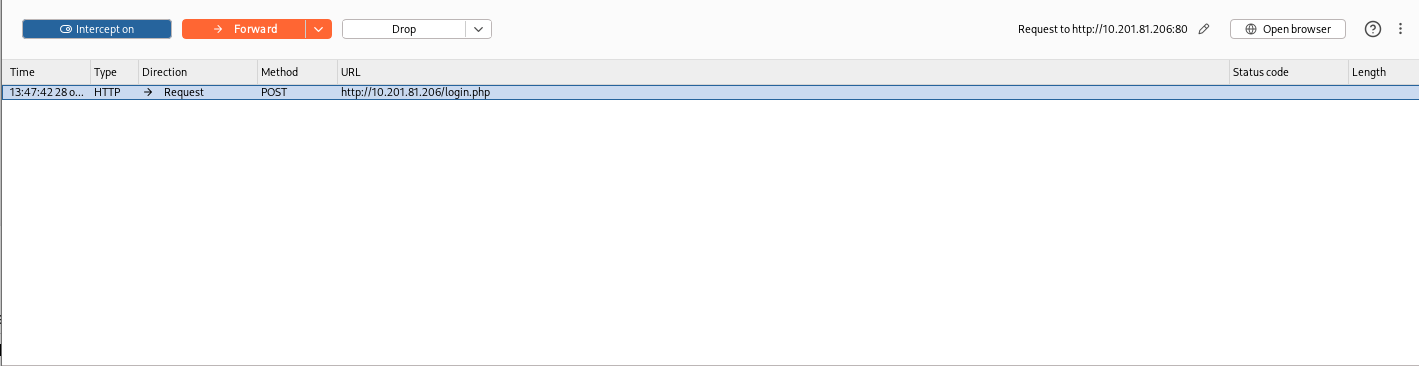 Intercept on Forward Drop Request to http://10.201.81.206:80 Open browser
Time Type Direction Method URL Status code Length
13:47:42 28 o... HTTP Request POST http://10.201.81.206/login.php